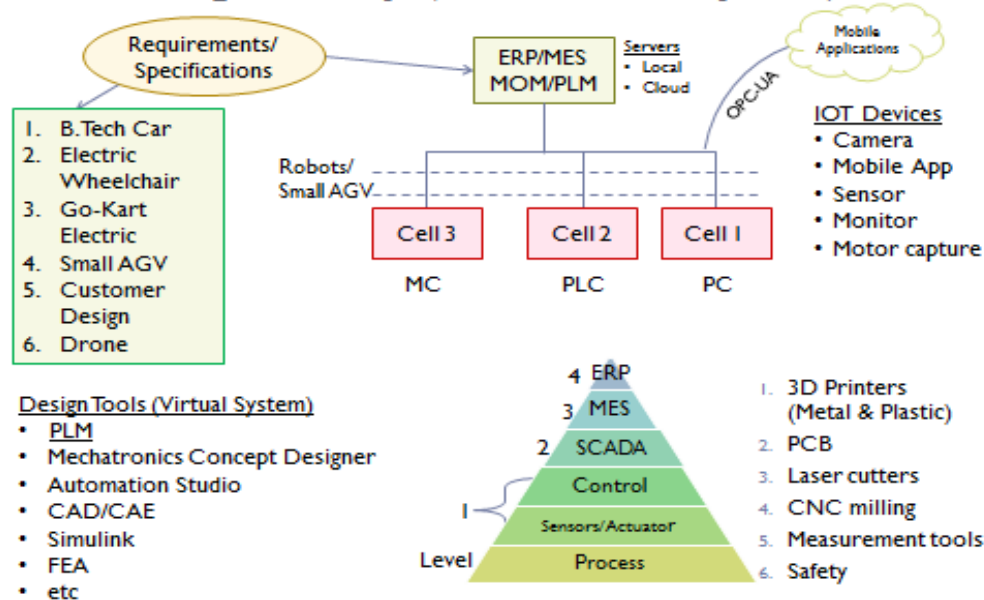 Requirements/
Specifications
ERP/MES
MOM/PLM
Servers
• Local
• Cloud
Mobile
Applications
OPC-UA
1. B.Tech Car
2. Electric
Wheelchair
3. Go-Kart
Electric
4. Small AGV
5. Customer
Design
6. Drone
Robots/
Small AGV
Cell 3
Cell 2
Cell 1
MC
PLC
PC
IOT Devices
• Camera
• Mobile App
• Sensor
• Monitor
• Motor capture
Design Tools (Virtual System)
• PLM
• Mechatronics Concept Designer
• Automation Studio
• CAD/CAE
• Simulink
• FEA
• etc
4 ERP
3 MES
2 SCADA
Control
1
Sensors/Actuator
Level
Process
1. 3D Printers
(Metal & Plastic)
2. PCB
3. Laser cutters
4. CNC milling
5. Measurement tools
6. Safety